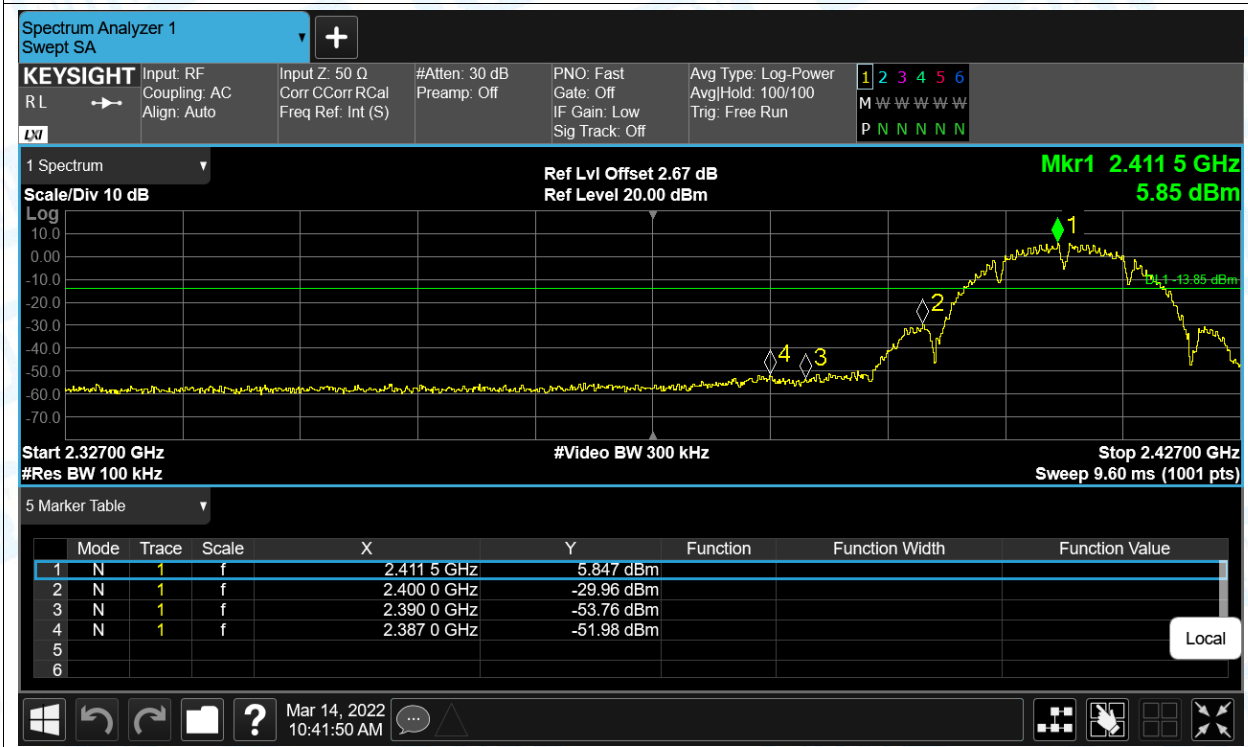 Spectrum Analyzer 1
Swept SA
KEYSIGHT Input: RF Input Z: 50 Ω #Atten: 30 dB PNO: Fast Avg Type: Log-Power 1 2 3 4 5 6
R L Coupling: AC Corr CCorr RCal Preamp: Off Gate: Off Avg|Hold: 100/100 M W W W W W
Align: Auto Freq Ref: Int (S) IF Gain: Low Trig: Free Run
LXI Sig Track: Off P N N N N N
1 Spectrum Ref Lvl Offset 2.67 dB Mkr1 2.411 5 GHz
Scale/Div 10 dB Ref Level 20.00 dBm 5.85 dBm
Log
10.0 1
0.00
-10.0 DL1 -13.85 dBm
-20.0
-30.0 2
-40.0
-50.0 4 3
-60.0
-70.0
Start 2.32700 GHz #Video BW 300 kHz Stop 2.42700 GHz
#Res BW 100 kHz Sweep 9.60 ms (1001 pts)
5 Marker Table
Mode Trace Scale X Y Function Function Width Function Value
1 N 1 f 2.411 5 GHz 5.847 dBm
2 N 1 f 2.400 0 GHz -29.96 dBm
3 N 1 f 2.390 0 GHz -53.76 dBm
4 N 1 f 2.387 0 GHz -51.98 dBm
5
6
Local
? Mar 14, 2022
10:41:50 AM